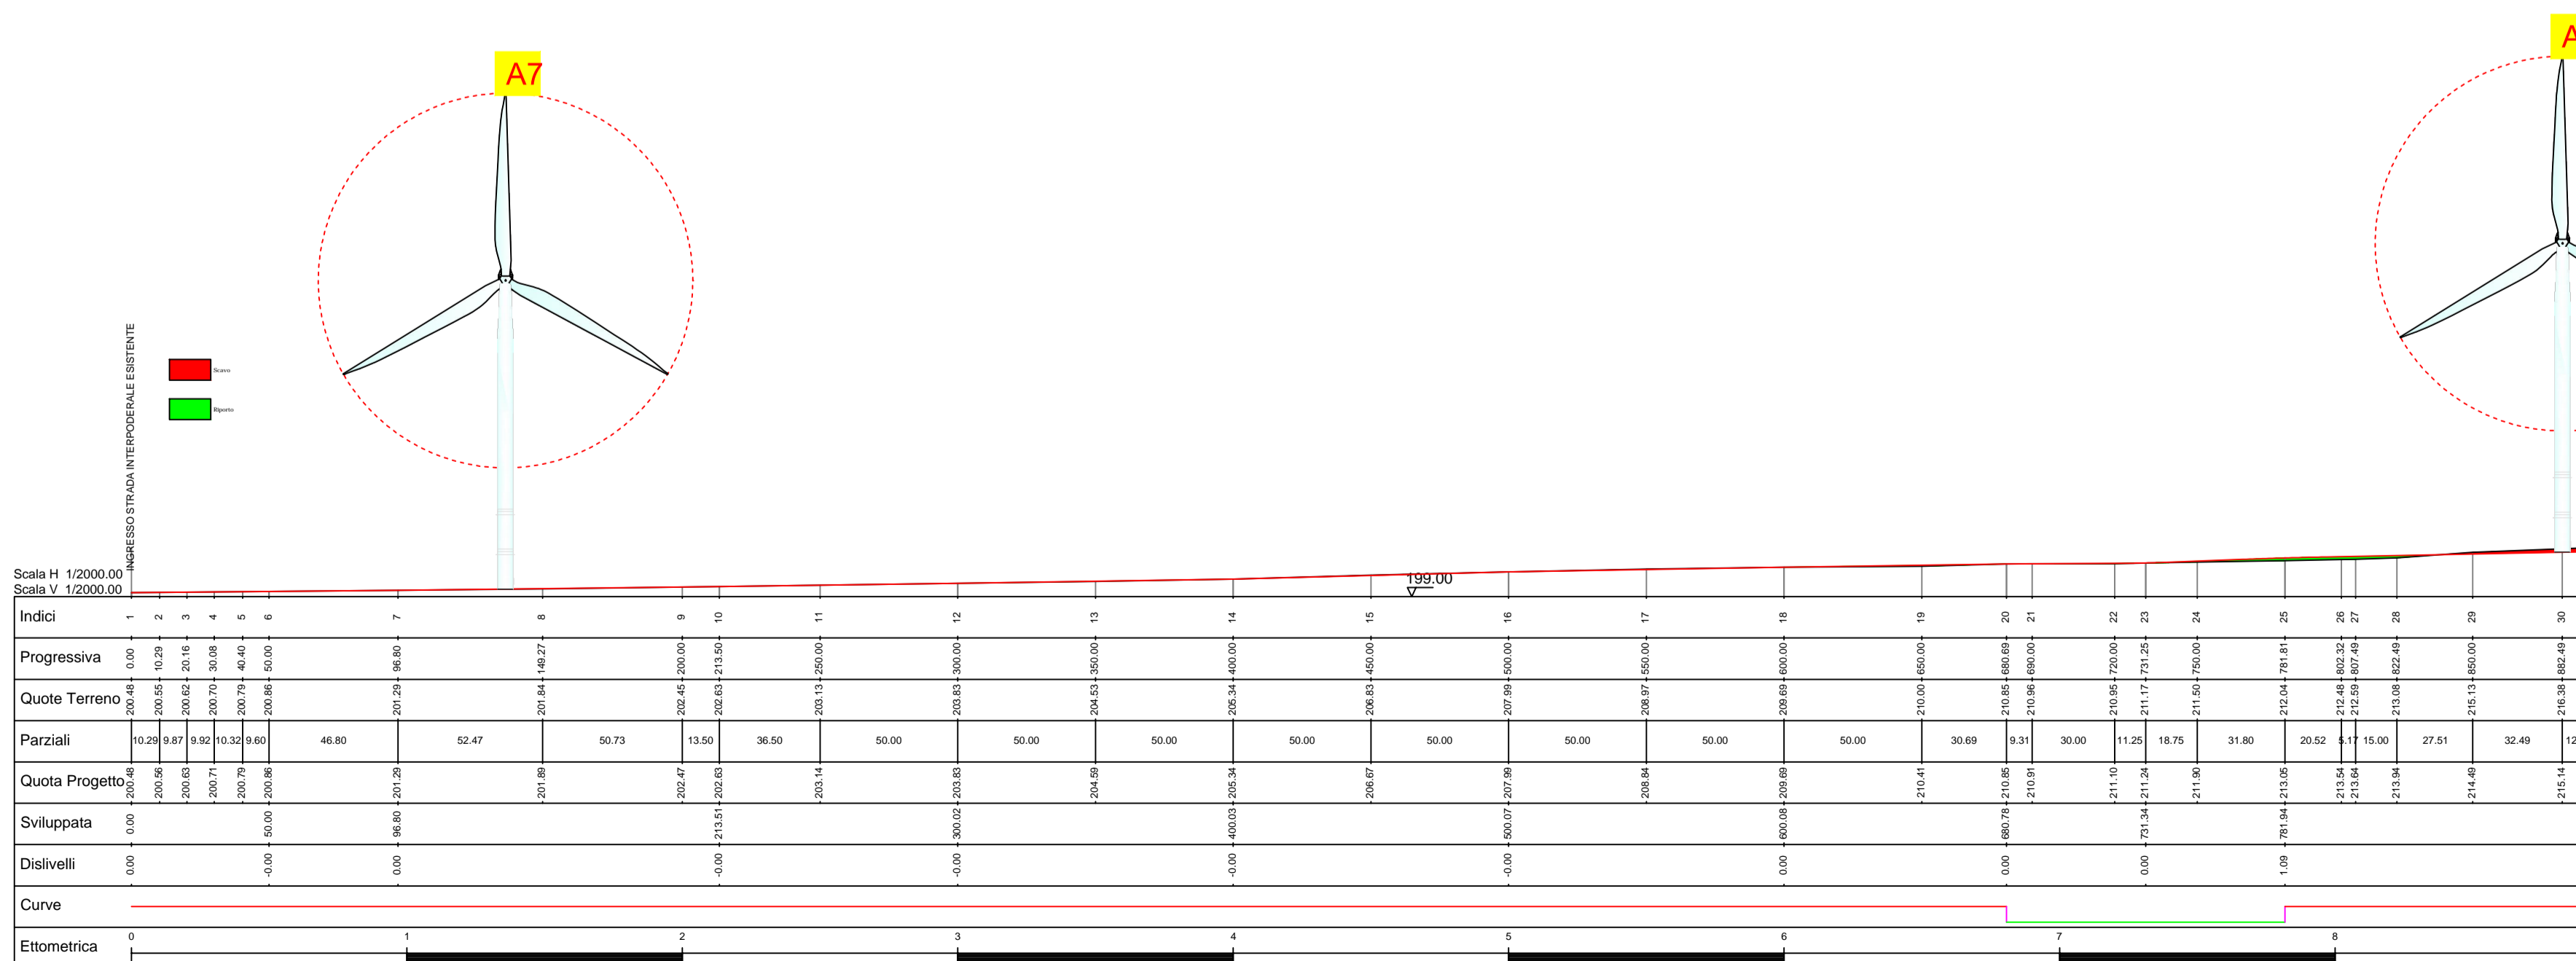 A7
A
INGRESSO STRADA INTERPODERALE ESISTENTE
Scavo
Riporto
Scala H 1/2000.00
Scala V 1/2000.00
199.00
Indici 1 2 3 4 5 6 7 8 9 10 11 12 13 14 15 16 17 18 19 20 21 22 23 24 25 26 27 28 29 30
Progressiva 0.00 10.29 20.16 30.08 40.40 50.00 96.80 149.27 200.00 213.50 250.00 300.00 350.00 400.00 450.00 500.00 550.00 600.00 650.00 680.69 690.00 720.00 731.25 750.00 781.81 802.32 807.49 822.49 850.00 882.49
Quote Terreno 200.48 200.55 200.62 200.70 200.79 200.86 201.29 201.84 202.45 202.63 203.13 203.83 204.53 205.34 206.83 207.99 208.97 209.69 210.00 210.85 210.96 210.95 211.17 211.50 212.04 212.48 212.59 213.08 215.13 216.38
Parziali 10.29 9.87 9.92 10.32 9.60 46.80 52.47 50.73 13.50 36.50 50.00 50.00 50.00 50.00 50.00 50.00 50.00 50.00 30.69 9.31 30.00 11.25 18.75 31.80 20.52 5.17 15.00 27.51 32.49 12
Quota Progetto 200.48 200.56 200.63 200.71 200.79 200.86 201.29 201.89 202.47 202.63 203.14 203.83 204.59 205.34 206.67 207.99 208.84 209.69 210.41 210.85 210.91 211.10 211.24 211.90 213.05 213.54 213.64 213.94 214.49 215.14
Sviluppata 0.00 50.00 96.80 213.51 300.02 400.03 500.07 600.08 680.78 731.34 781.94
Dislivelli 0.00 -0.00 0.00 -0.00 -0.00 -0.00 -0.00 0.00 0.00 0.00 1.09
Curve
Ettometrica 0 1 2 3 4 5 6 7 8